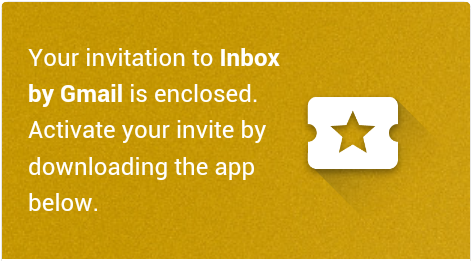 Your invitation to Inbox
by Gmail is enclosed.
Activate your invite by
downloading the app
below.